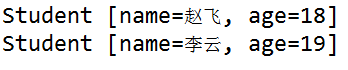 Student [name=赵飞, age=18]
Student [name=李云, age=19]